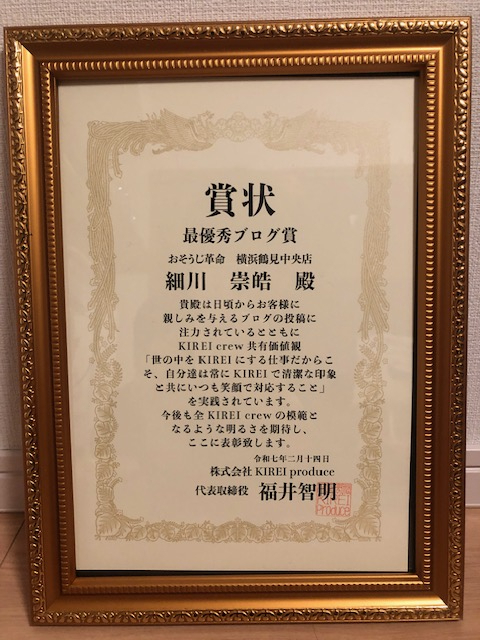 賞状
最優秀ブログ賞
おそうじ革命　横浜鶴見中央店
細川　崇皓　殿
貴殿は日頃からお客様に
親しみを与えるブログの投稿に
注力されているとともに
KIREI crew 共有価値観
「世の中を KIREI にする仕事だからこ
そ、自分達は常に KIREI で清潔な印象
と共にいつも笑顔で対応すること」
を実践されています。
今後も全 KIREI crew の模範と
なるような明るさを期待し、
ここに表彰致します。
令和七年二月十四日
株式会社 KIREI produce
代表取締役　福井智明
KIREI
Produce